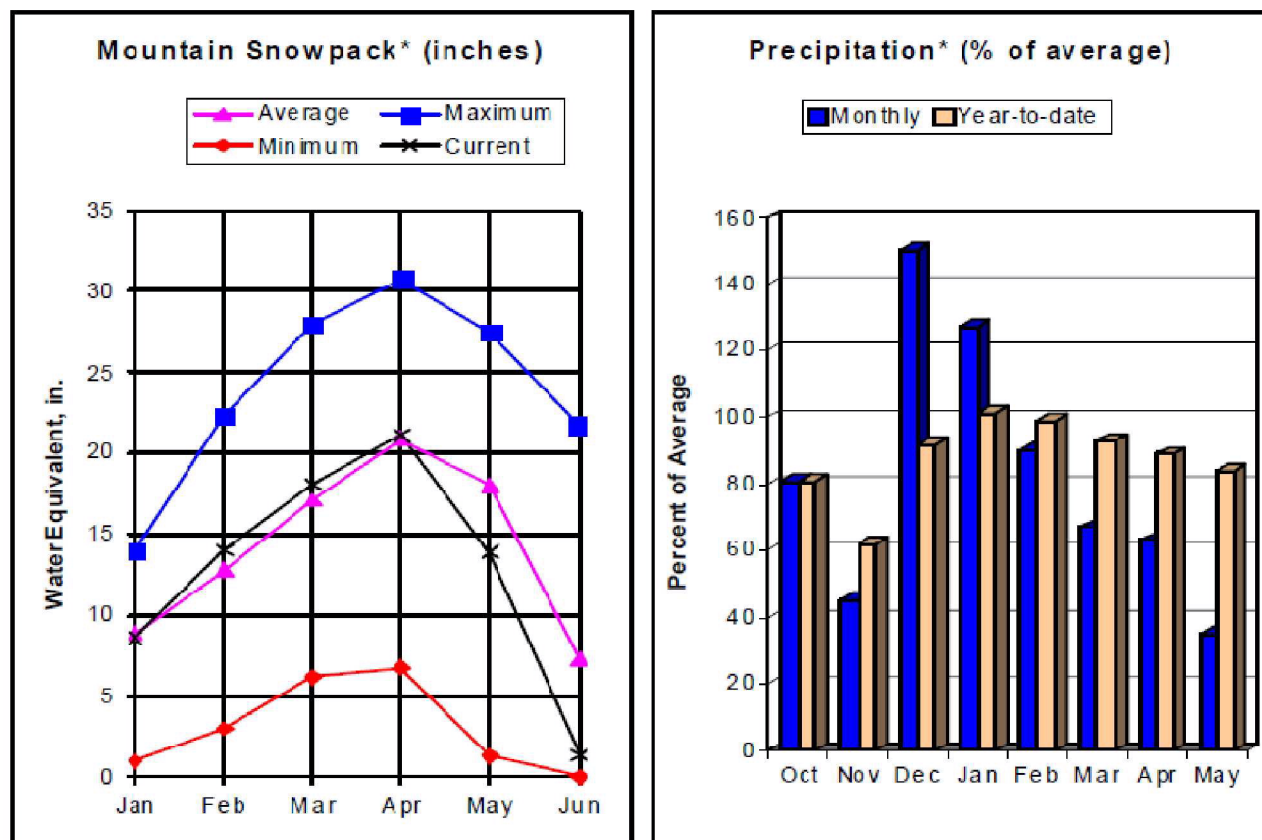 Mountain Snowpack* (inches)
Average
Maximum
Minimum
Current
WaterEquivalent, in.
35
30
25
20
15
10
5
0
Jan Feb Mar Apr May Jun
Precipitation* (% of average)
Monthly
Year-to-date
Percent of Average
160
140
120
100
80
60
40
20
0
Oct Nov Dec Jan Feb Mar Apr May